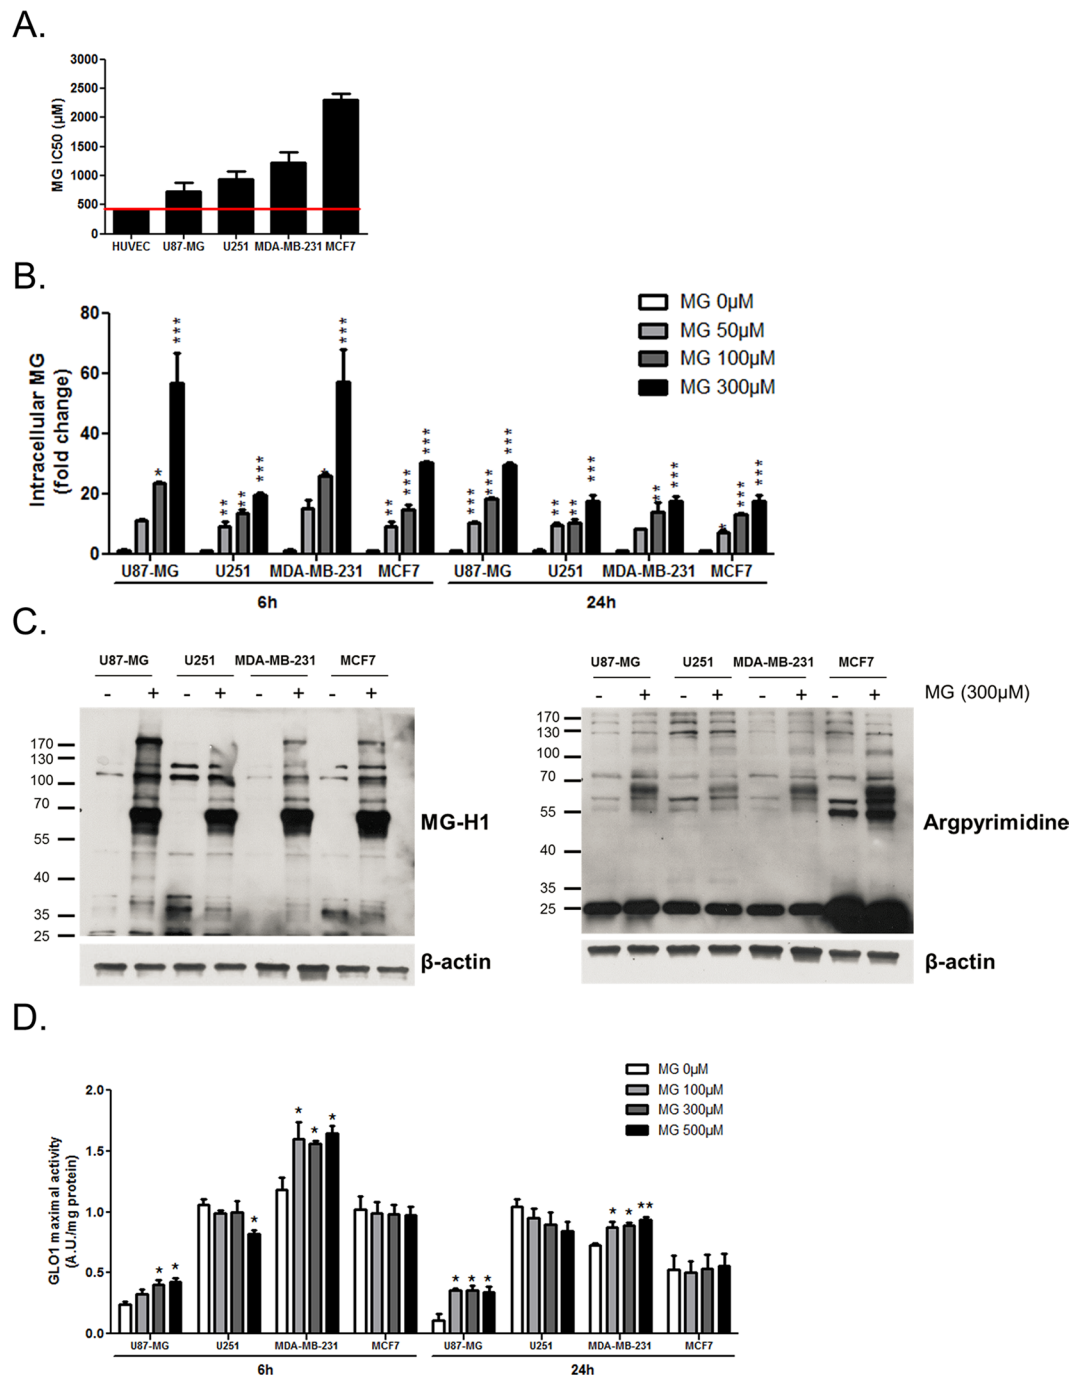 A.
3000
2500
2000
1500
1000
500
0
MG IC50 (µM)
HUVEC U87-MG U251 MDA-MB-231 MCF7
B.
MG 0µM
MG 50µM
MG 100µM
MG 300µM
80
60
40
20
0
Intracellular MG
(fold change)
*
***
**
**
***
*
***
**
***
***
***
***
***
**
**
***
**
***
*
***
***
U87-MG U251 MDA-MB-231 MCF7 U87-MG U251 MDA-MB-231 MCF7
6h 24h
C.
U87-MG U251 MDA-MB-231 MCF7
- + - + - + - +
170
130
100
70
55
40
35
25
MG-H1
β-actin
U87-MG U251 MDA-MB-231 MCF7
- + - + - + - + MG (300µM)
170
130
100
70
55
40
35
25
Argpyrimidine
β-actin
D.
MG 0µM
MG 100µM
MG 300µM
MG 500µM
2.0
1.5
1.0
0.5
0.0
GLO1 maximal activity
(A.U./mg protein)
* *
*
* * *
* * *
* * **
U87-MG U251 MDA-MB-231 MCF7 U87-MG U251 MDA-MB-231 MCF7
6h 24h